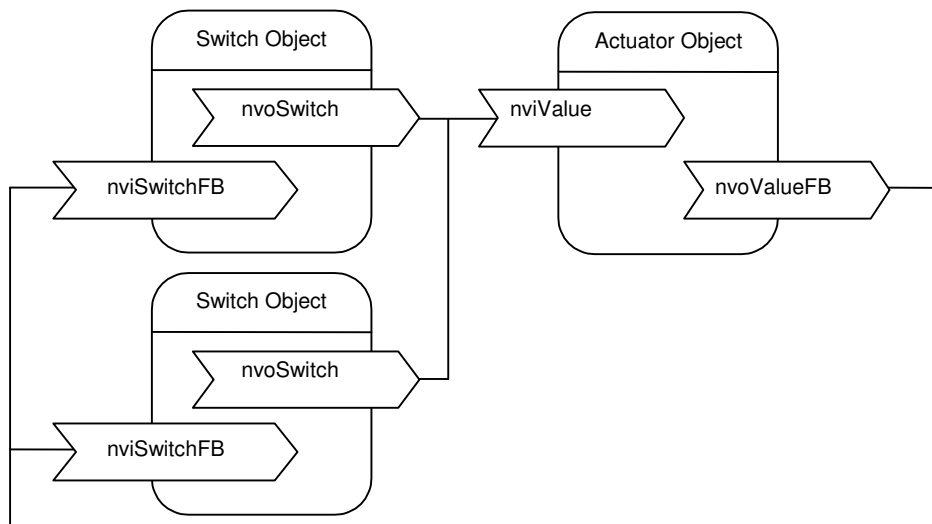 Switch Object
nvoSwitch
nviSwitchFB
Actuator Object
nviValue
nvoValueFB
Switch Object
nvoSwitch
nviSwitchFB